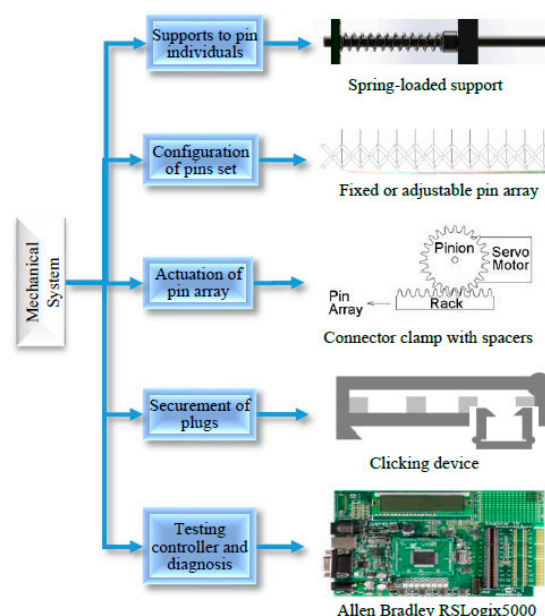 Mechanical
System
Supports to pin
individuals
Spring-loaded support
Configuration
of pins set
Fixed or adjustable pin array
Actuation of
pin array
Pinion
Servo
Motor
Pin
Array
Rack
Connector clamp with spacers
Securement of
plugs
Clicking device
Testing
controller and
diagnosis
Allen Bradley RSLogix5000